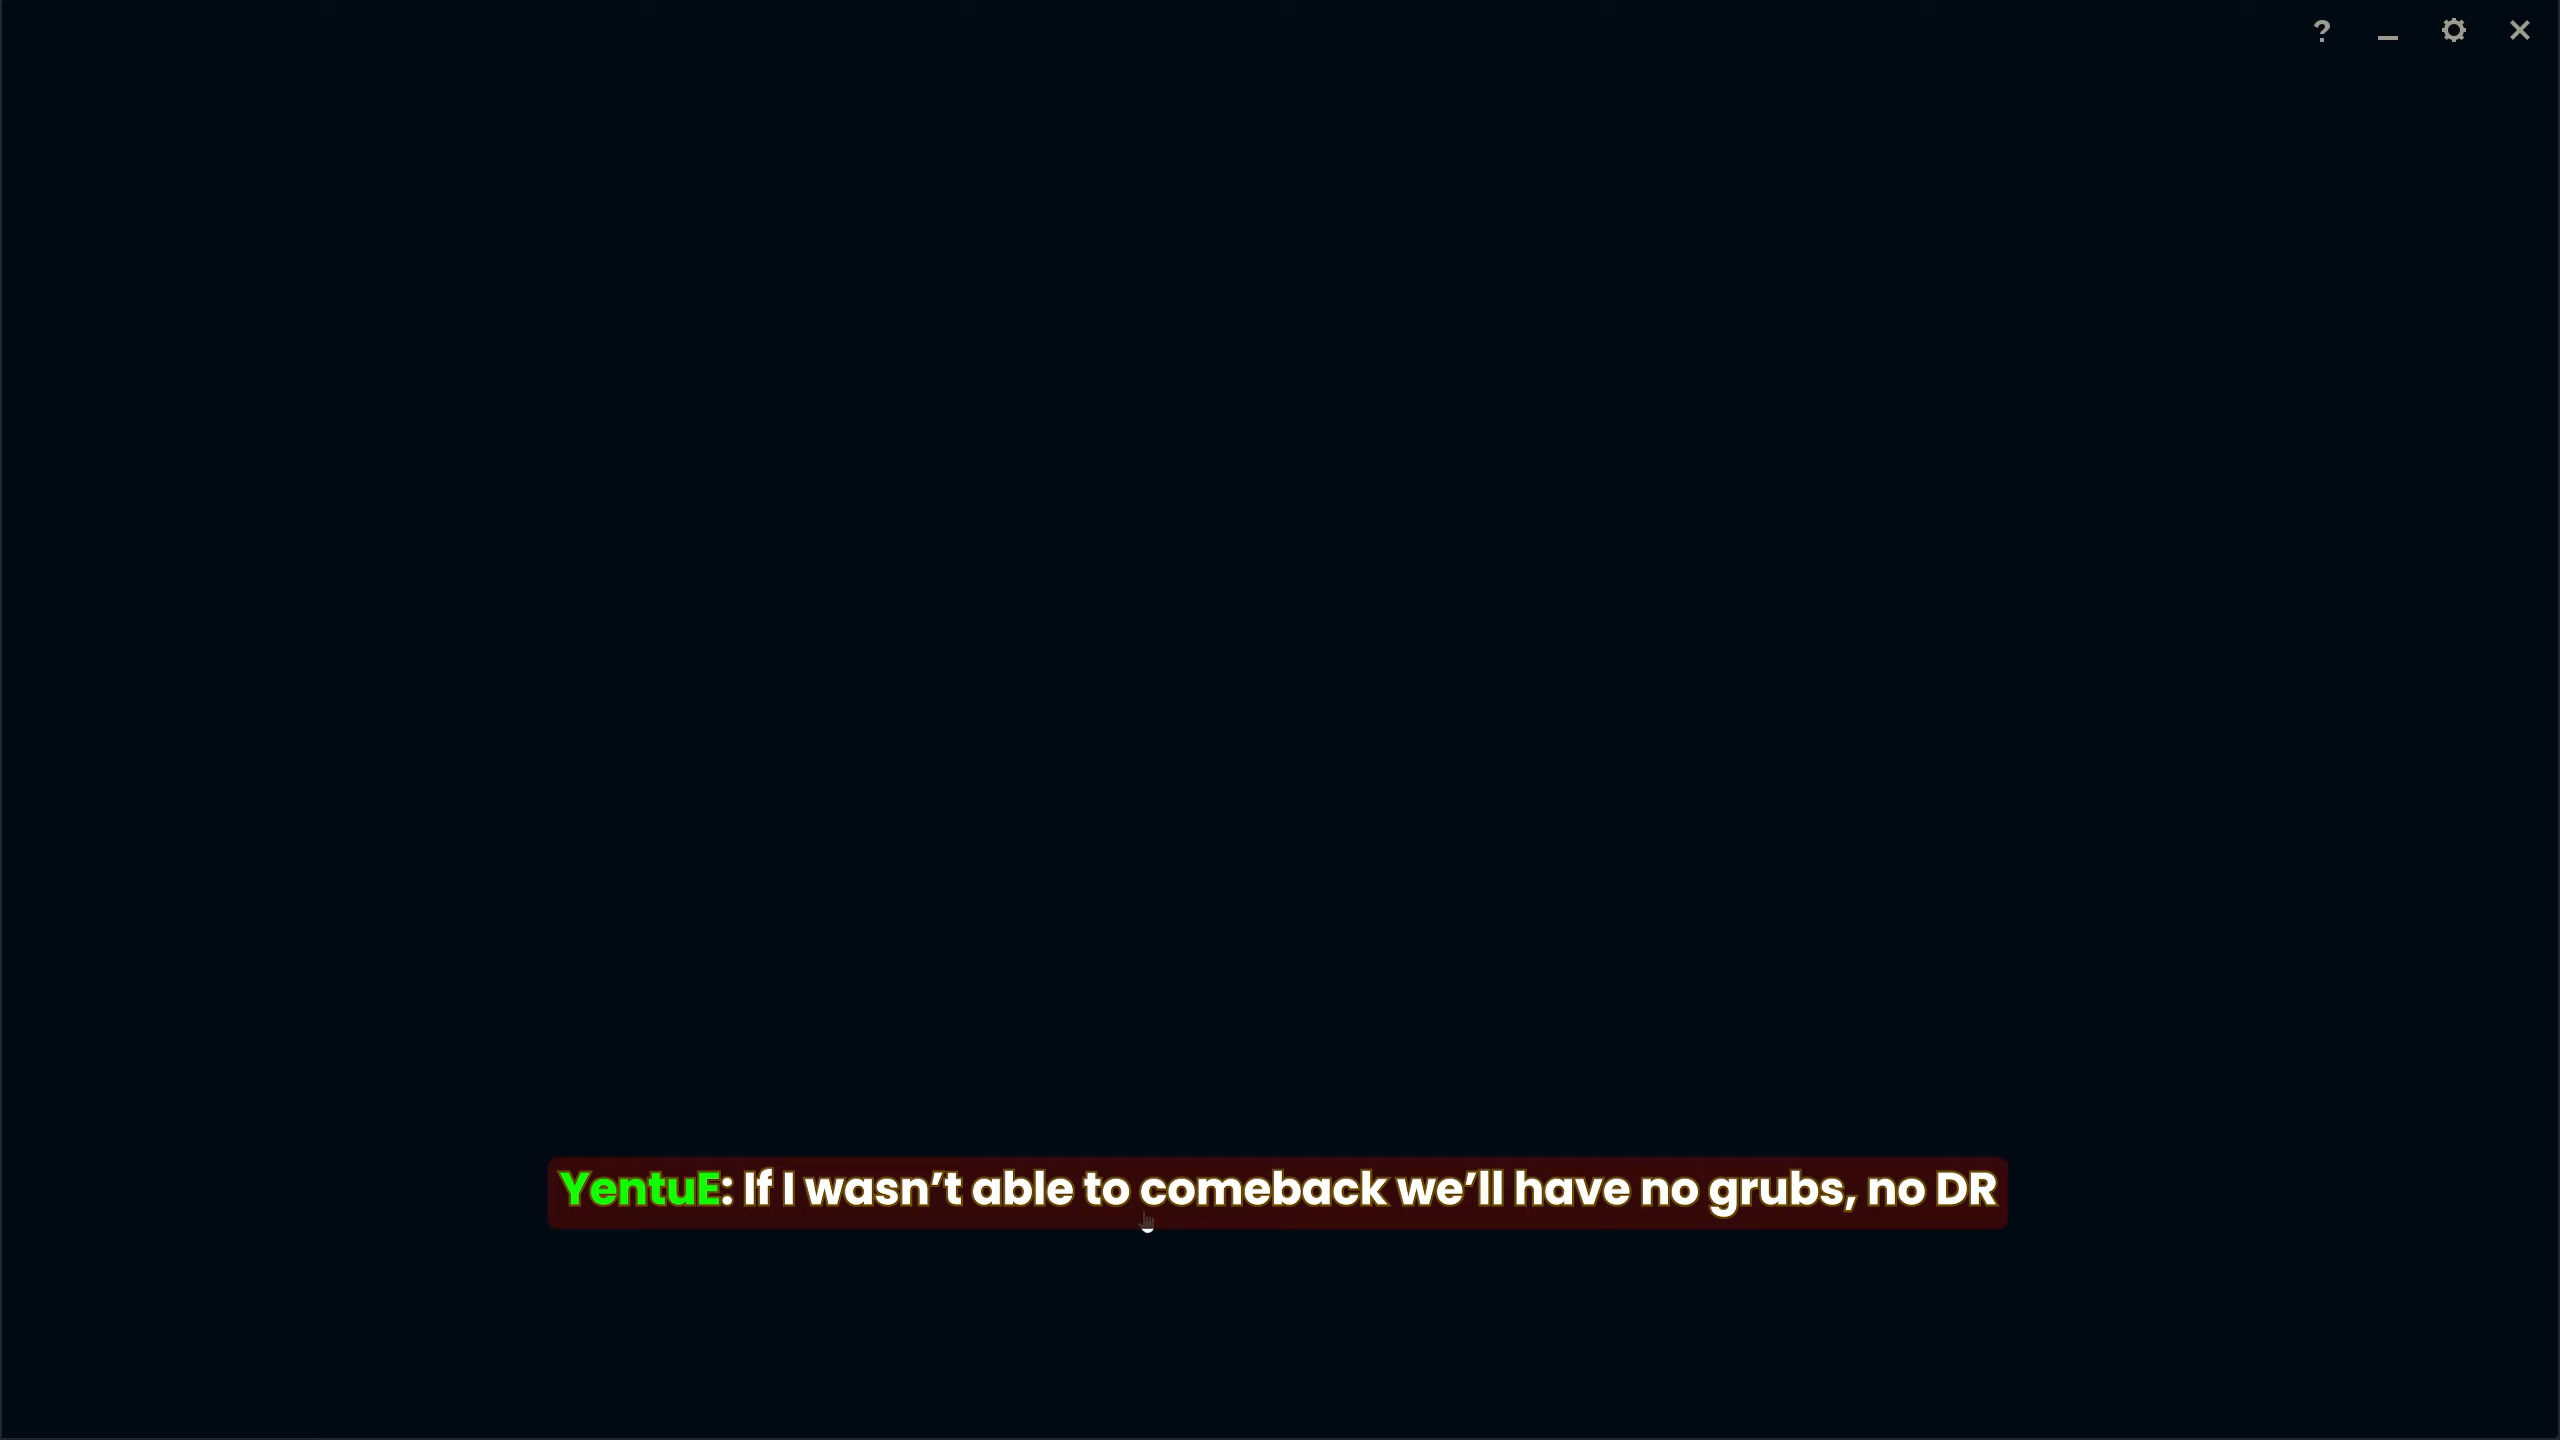 ?
YentuE: If I wasn’t able to comeback we’ll have no grubs, no DR